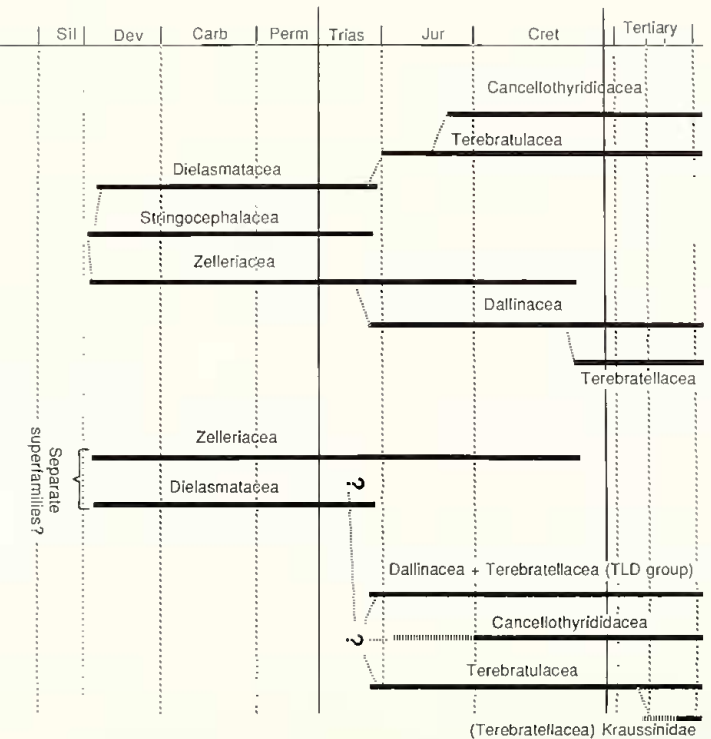 Sil Dev Carb Perm Trias Jur Cret Tertiary
Cancellothyrididacea
Terebratulacea
Dielasmatacea
Stringocephalacea
Zelleriacea
Dallinacea
Terebratellacea
Separate
superfamilies?
Zelleriacea
Dielasmatacea
?
Dallinacea + Terebratellacea (TLD group)
Cancellothyrididacea
?
Terebratulacea
(Terebratellacea) Kraussinidae